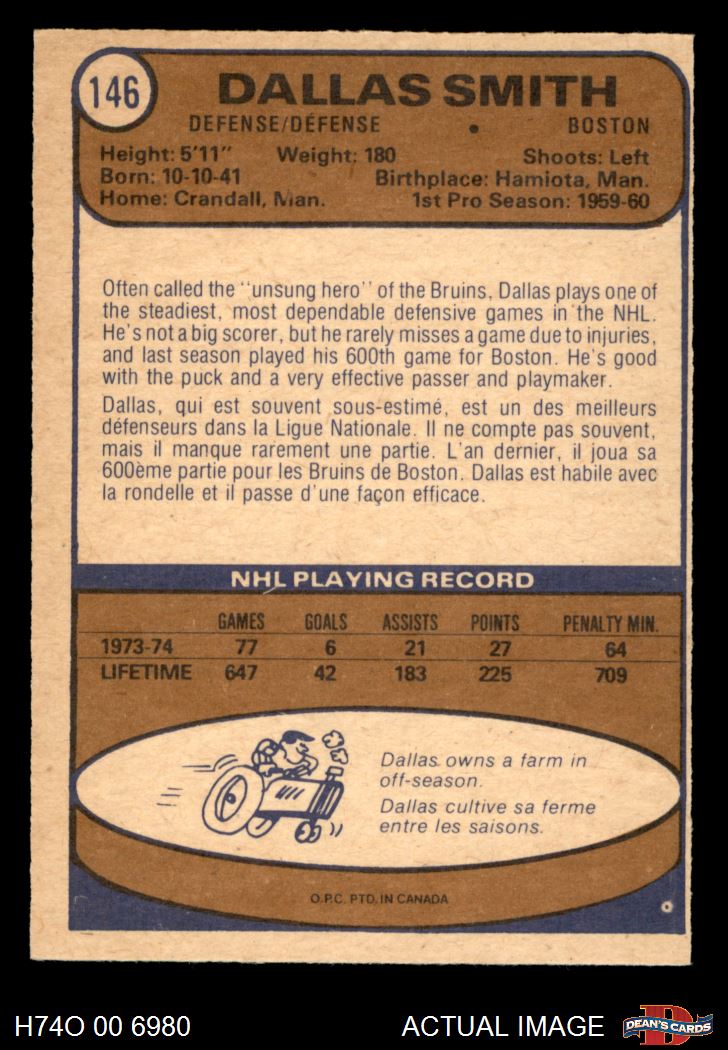 146
DALLAS SMITH
DEFENSE/DÉFENSE • BOSTON
Height: 5'11" Weight: 180 Shoots: Left
Born: 10-10-41 Birthplace: Hamiota, Man.
Home: Crandall, Man. 1st Pro Season: 1959-60
Often called the "unsung hero" of the Bruins, Dallas plays one of
the steadiest, most dependable defensive games in the NHL.
He's not a big scorer, but he rarely misses a game due to injuries,
and last season played his 600th game for Boston. He's good
with the puck and a very effective passer and playmaker.
Dallas, qui est souvent sous-estimé, est un des meilleurs
défenseurs dans la Ligue Nationale. Il ne compte pas souvent,
mais il manque rarement une partie. L'an dernier, il joua sa
600ème partie pour les Bruins de Boston. Dallas est habile avec
la rondelle et il passe d'une façon efficace.
NHL PLAYING RECORD
GAMES GOALS ASSISTS POINTS PENALTY MIN.
1973-74 77 6 21 27 64
LIFETIME 647 42 183 225 709
Dallas owns a farm in
off-season.
Dallas cultive sa ferme
entre les saisons.
O.P.C. PTD. IN CANADA
H74O 00 6980 ACTUAL IMAGE D DEAN'S CARDS